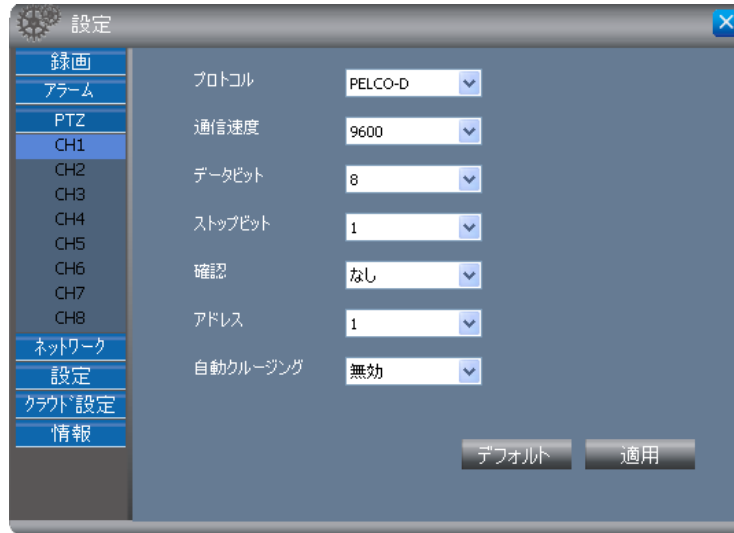 設定
録画
アラーム
PTZ
CH1
CH2
CH3
CH4
CH5
CH6
CH7
CH8
ネットワーク
設定
クラウド設定
情報
プロトコル PELCO-D
通信速度 9600
データビット 8
ストップビット 1
確認 なし
アドレス 1
自動クルージング 無効
デフォルト 適用